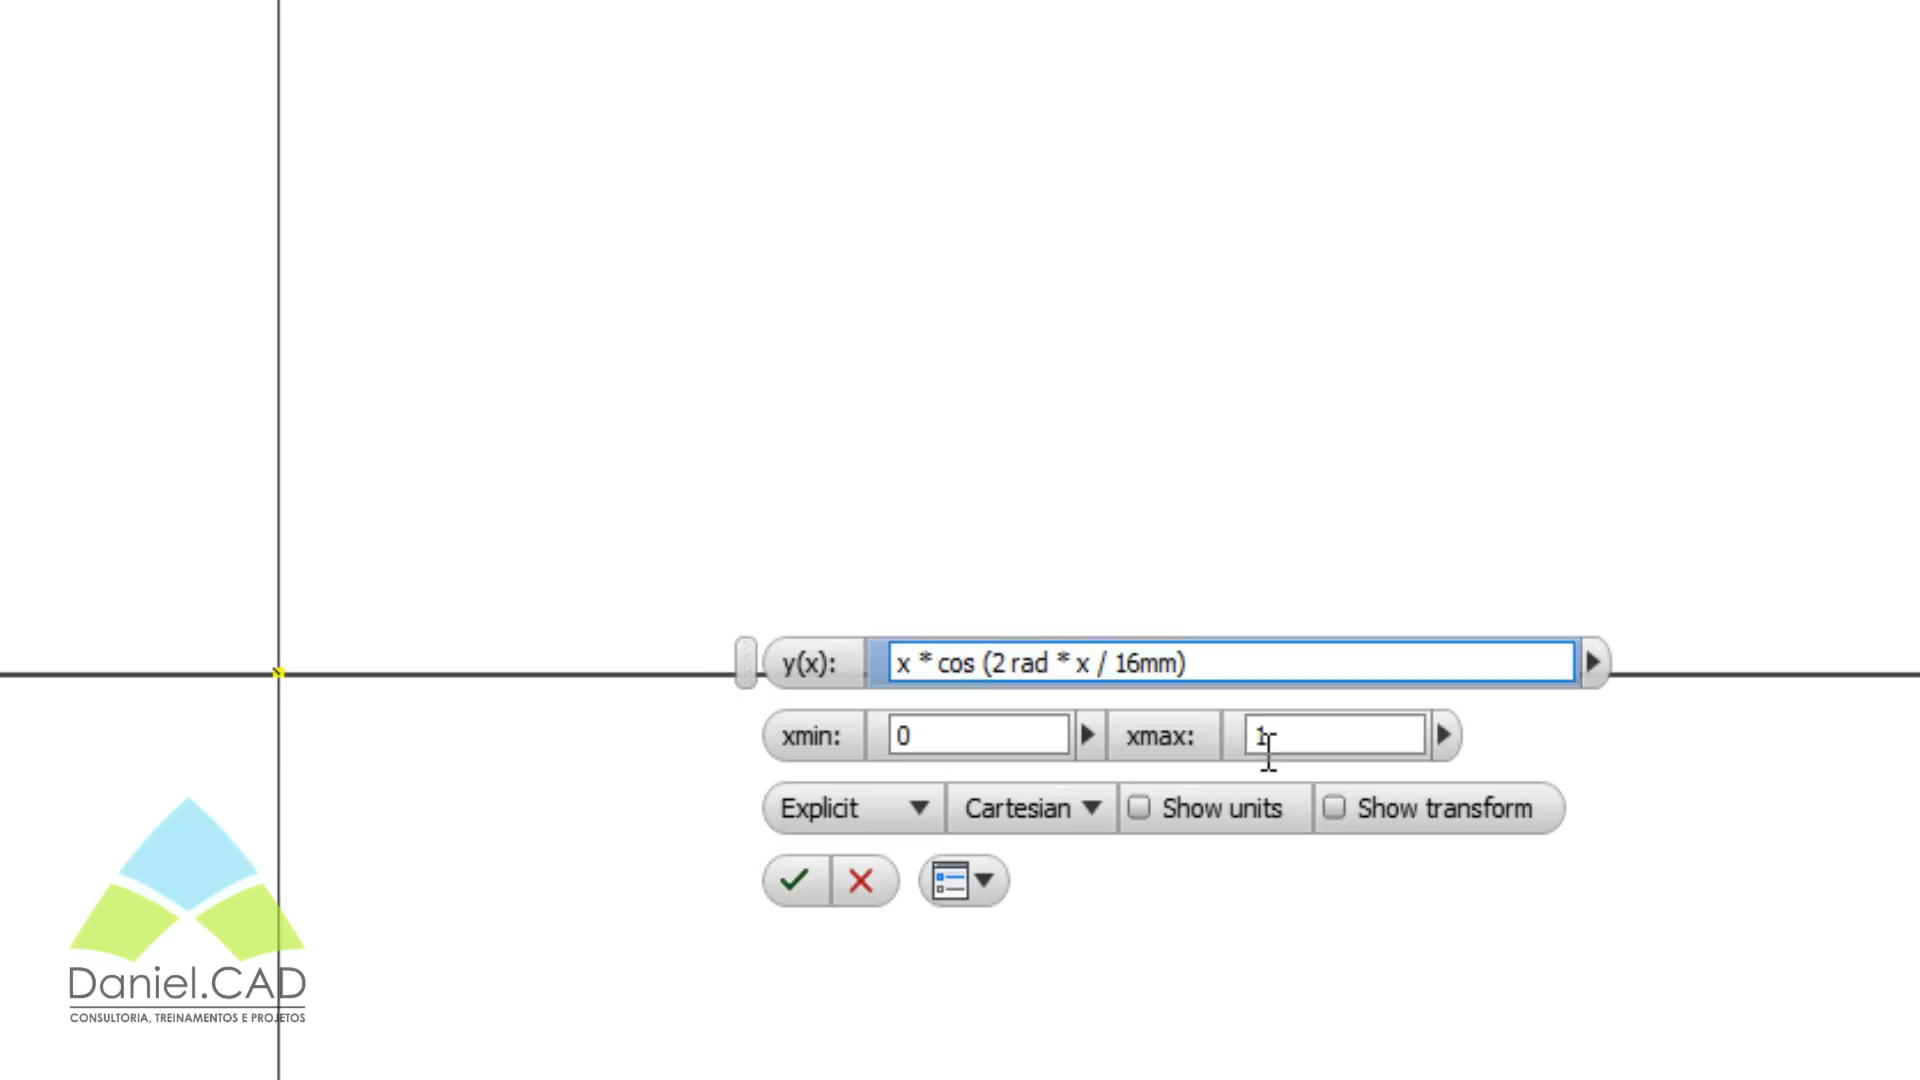 y(x): x * cos (2 rad * x / 16mm)
xmin: 0 xmax: 1
Explicit Cartesian Show units Show transform
Daniel.CAD
CONSULTORIA, TREINAMENTOS E PROJETOS